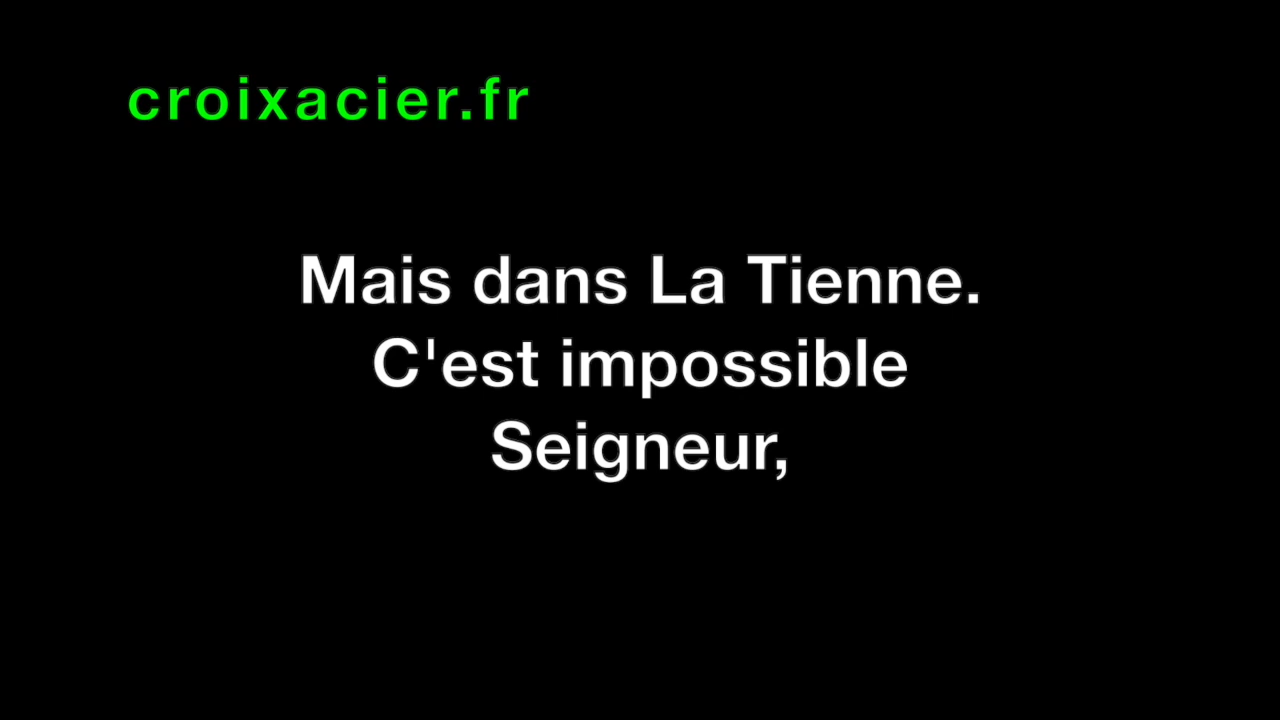 croixacier.fr
Mais dans La Tienne.
C'est impossible
Seigneur,